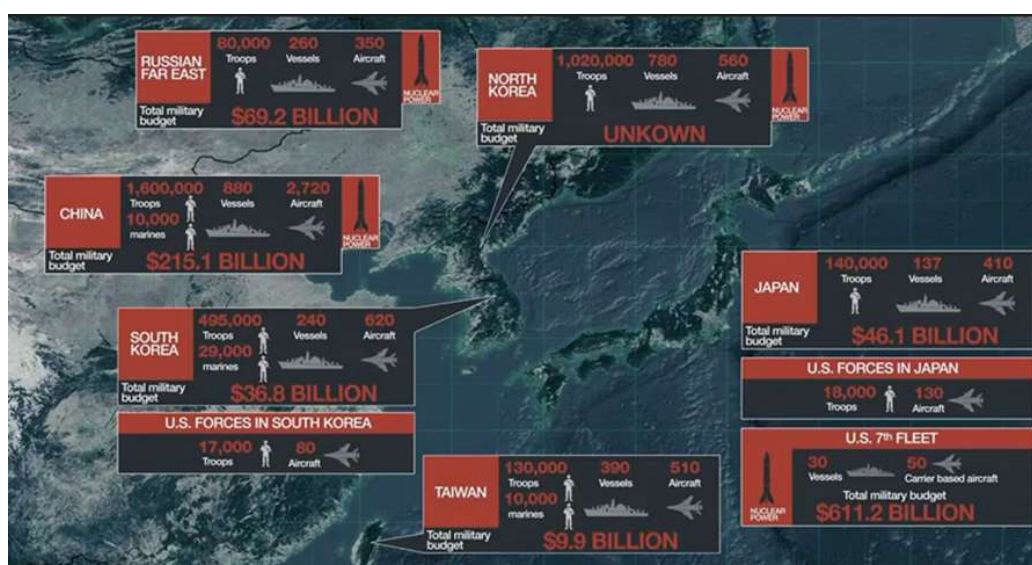 RUSSIAN
FAR EAST
80,000 260 350
Troops Vessels Aircraft
NUCLEAR
POWER
Total military
budget
$69.2 BILLION
NORTH
KOREA
1,020,000 780 560
Troops Vessels Aircraft
NUCLEAR
POWER
Total military
budget
UNKOWN
CHINA
1,600,000 880 2,720
Troops Vessels Aircraft
10,000
marines
NUCLEAR
POWER
Total military
budget
$215.1 BILLION
JAPAN
140,000 137 410
Troops Vessels Aircraft
Total military
budget
$46.1 BILLION
SOUTH
KOREA
495,000 240 620
Troops Vessels Aircraft
29,000
marines
Total military
budget
$36.8 BILLION
U.S. FORCES IN JAPAN
18,000 130
Troops Aircraft
U.S. FORCES IN SOUTH KOREA
17,000 80
Troops Aircraft
U.S. 7th FLEET
30 50
Vessels Carrier based aircraft
Total military budget
$611.2 BILLION
NUCLEAR
POWER
TAIWAN
130,000 390 510
Troops Vessels Aircraft
10,000
marines
Total military
budget
$9.9 BILLION